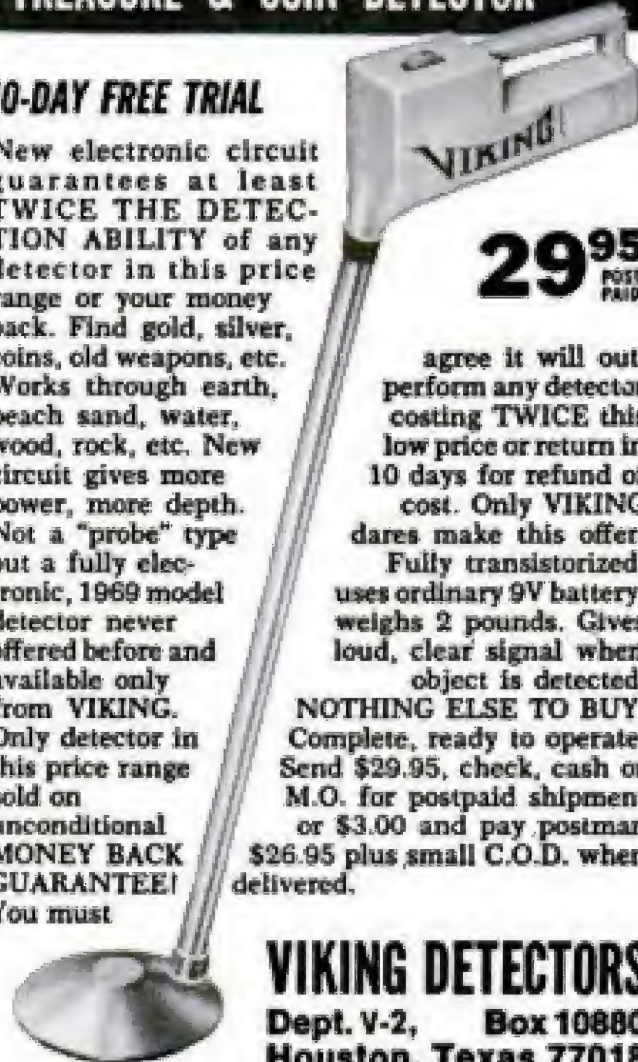 TREASURE & COIN DETECTOR
10-DAY FREE TRIAL
New electronic circuit
guarantees at least
TWICE THE DETEC-
TION ABILITY of any
detector in this price
range or your money
back. Find gold, silver,
coins, old weapons, etc.
Works through earth,
beach sand, water,
wood, rock, etc. New
circuit gives more
power, more depth.
Not a "probe" type
but a fully elec-
tronic, 1969 model
detector never
offered before and
available only
from VIKING.
Only detector in
this price range
sold on
unconditional
MONEY BACK
GUARANTEE!
You must
VIKING
29 95
POST
PAID
agree it will out
perform any detector
costing TWICE this
low price or return in
10 days for refund of
cost. Only VIKING
dares make this offer
Fully transistorized
uses ordinary 9V battery
weighs 2 pounds. Gives
loud, clear signal when
object is detected
NOTHING ELSE TO BUY
Complete, ready to operate
Send $29.95, check, cash or
M.O. for postpaid shipment
or $3.00 and pay postman
$26.95 plus small C.O.D. when
delivered.
VIKING DETECTORS
Dept. V-2, Box 10880
Houston, Texas 77018